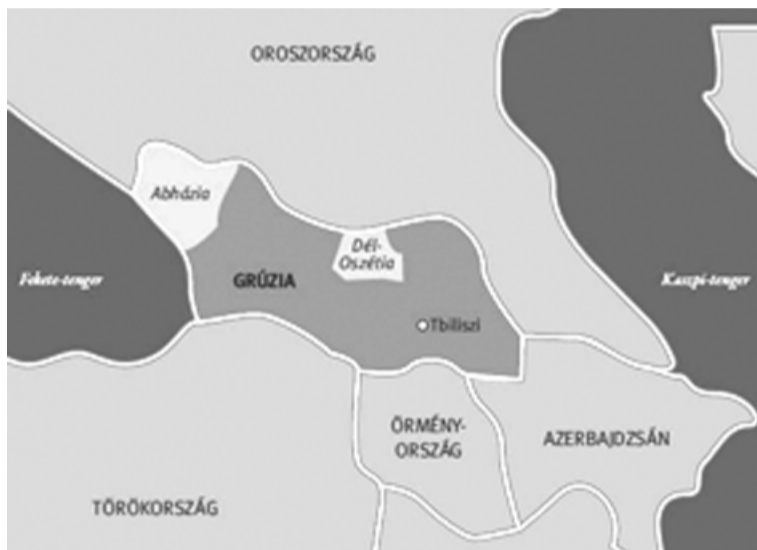 OROSZORSZÁG
Abházia
Dél-
Oszétia
Fekete-tenger
GRÚZIA
Kaszpi-tenger
Tbiliszi
ÖRMÉNY-
ORSZÁG
AZERBAJDZSÁN
TÖRÖKORSZÁG